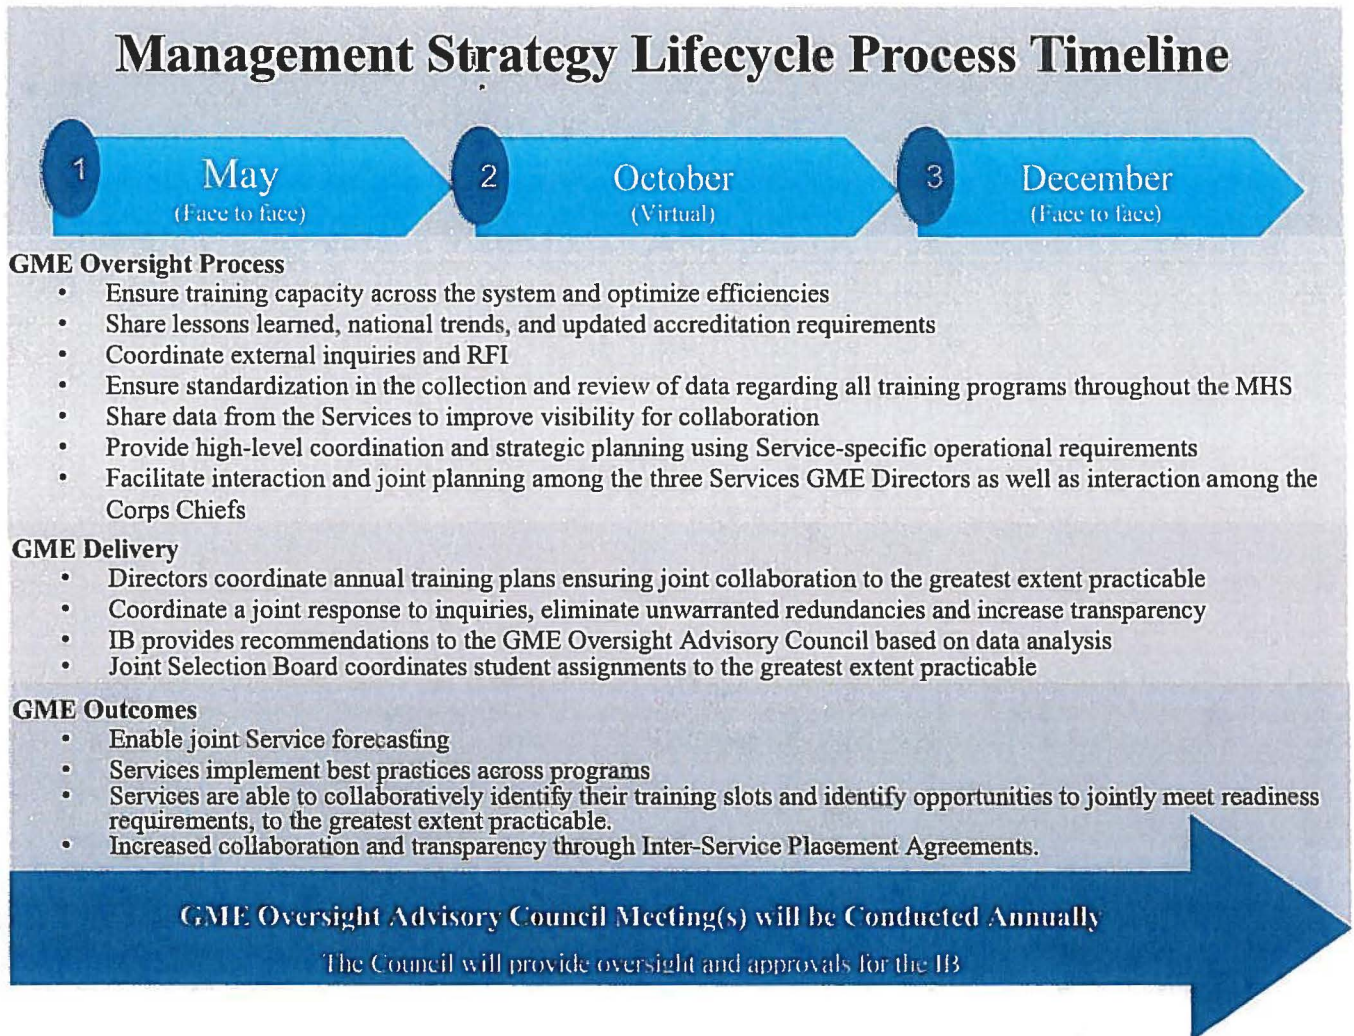 Management Strategy Lifecycle Process Timeline
1
May
(Face to face)
2
October
(Virtual)
3
December
(Face to face)
GME Oversight Process
• Ensure training capacity across the system and optimize efficiencies
• Share lessons learned, national trends, and updated accreditation requirements
• Coordinate external inquiries and RFI
• Ensure standardization in the collection and review of data regarding all training programs throughout the MHS
• Share data from the Services to improve visibility for collaboration
• Provide high-level coordination and strategic planning using Service-specific operational requirements
• Facilitate interaction and joint planning among the three Services GME Directors as well as interaction among the
Corps Chiefs
GME Delivery
• Directors coordinate annual training plans ensuring joint collaboration to the greatest extent practicable
• Coordinate a joint response to inquiries, eliminate unwarranted redundancies and increase transparency
• IB provides recommendations to the GME Oversight Advisory Council based on data analysis
• Joint Selection Board coordinates student assignments to the greatest extent practicable
GME Outcomes
• Enable joint Service forecasting
• Services implement best practices across programs
• Services are able to collaboratively identify their training slots and identify opportunities to jointly meet readiness
requirements, to the greatest extent practicable.
• Increased collaboration and transparency through Inter-Service Placement Agreements.
GME Oversight Advisory Council Meeting(s) will be Conducted Annually
The Council will provide oversight and approvals for the IB